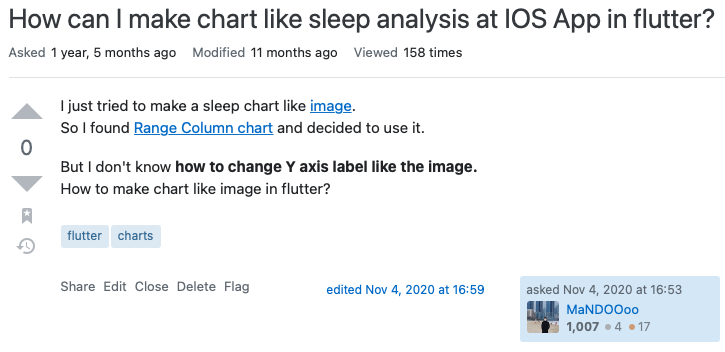 How can I make chart like sleep analysis at IOS App in flutter?
Asked 1 year, 5 months ago Modified 11 months ago Viewed 158 times
I just tried to make a sleep chart like image.
So I found Range Column chart and decided to use it.
0
But I don't know how to change Y axis label like the image.
How to make chart like image in flutter?
flutter charts
Share Edit Close Delete Flag
edited Nov 4, 2020 at 16:59
asked Nov 4, 2020 at 16:53
MaNDOOoo
1,007 4 17